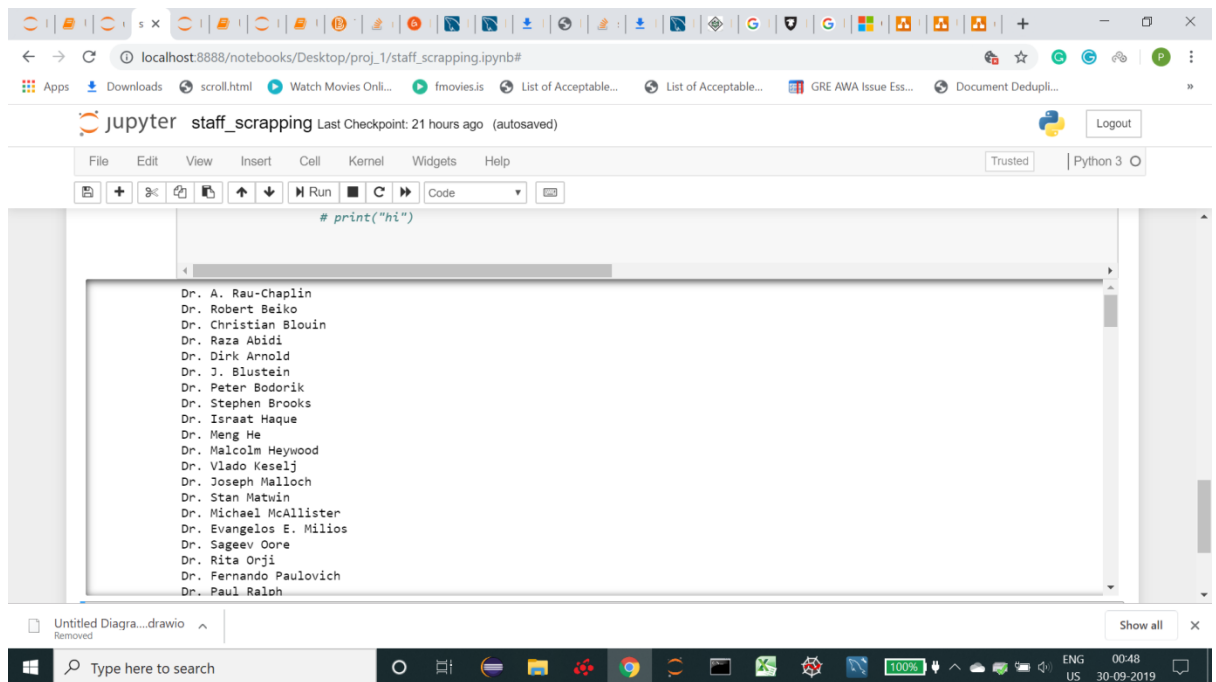 s
localhost:8888/notebooks/Desktop/proj_1/staff_scrapping.ipynb#
P
Apps Downloads scroll.html Watch Movies Onli... fmovies.is List of Acceptable... List of Acceptable... GRE AWA Issue Ess... Document Dedupli... »
jupyter staff_scrapping Last Checkpoint: 21 hours ago (autosaved) Logout
File Edit View Insert Cell Kernel Widgets Help Trusted Python 3
Run C Code
# print("hi")
Dr. A. Rau-Chaplin
Dr. Robert Beiko
Dr. Christian Blouin
Dr. Raza Abidi
Dr. Dirk Arnold
Dr. J. Blustein
Dr. Peter Bodorik
Dr. Stephen Brooks
Dr. Israat Haque
Dr. Meng He
Dr. Malcolm Heywood
Dr. Vlado Keselj
Dr. Joseph Malloch
Dr. Stan Matwin
Dr. Michael McAllister
Dr. Evangelos E. Milios
Dr. Sageev Oore
Dr. Rita Orji
Dr. Fernando Paulovich
Dr. Paul Ralph
Untitled Diagra....drawio
Removed
Show all
Type here to search
100%
ENG 00:48
US 30-09-2019